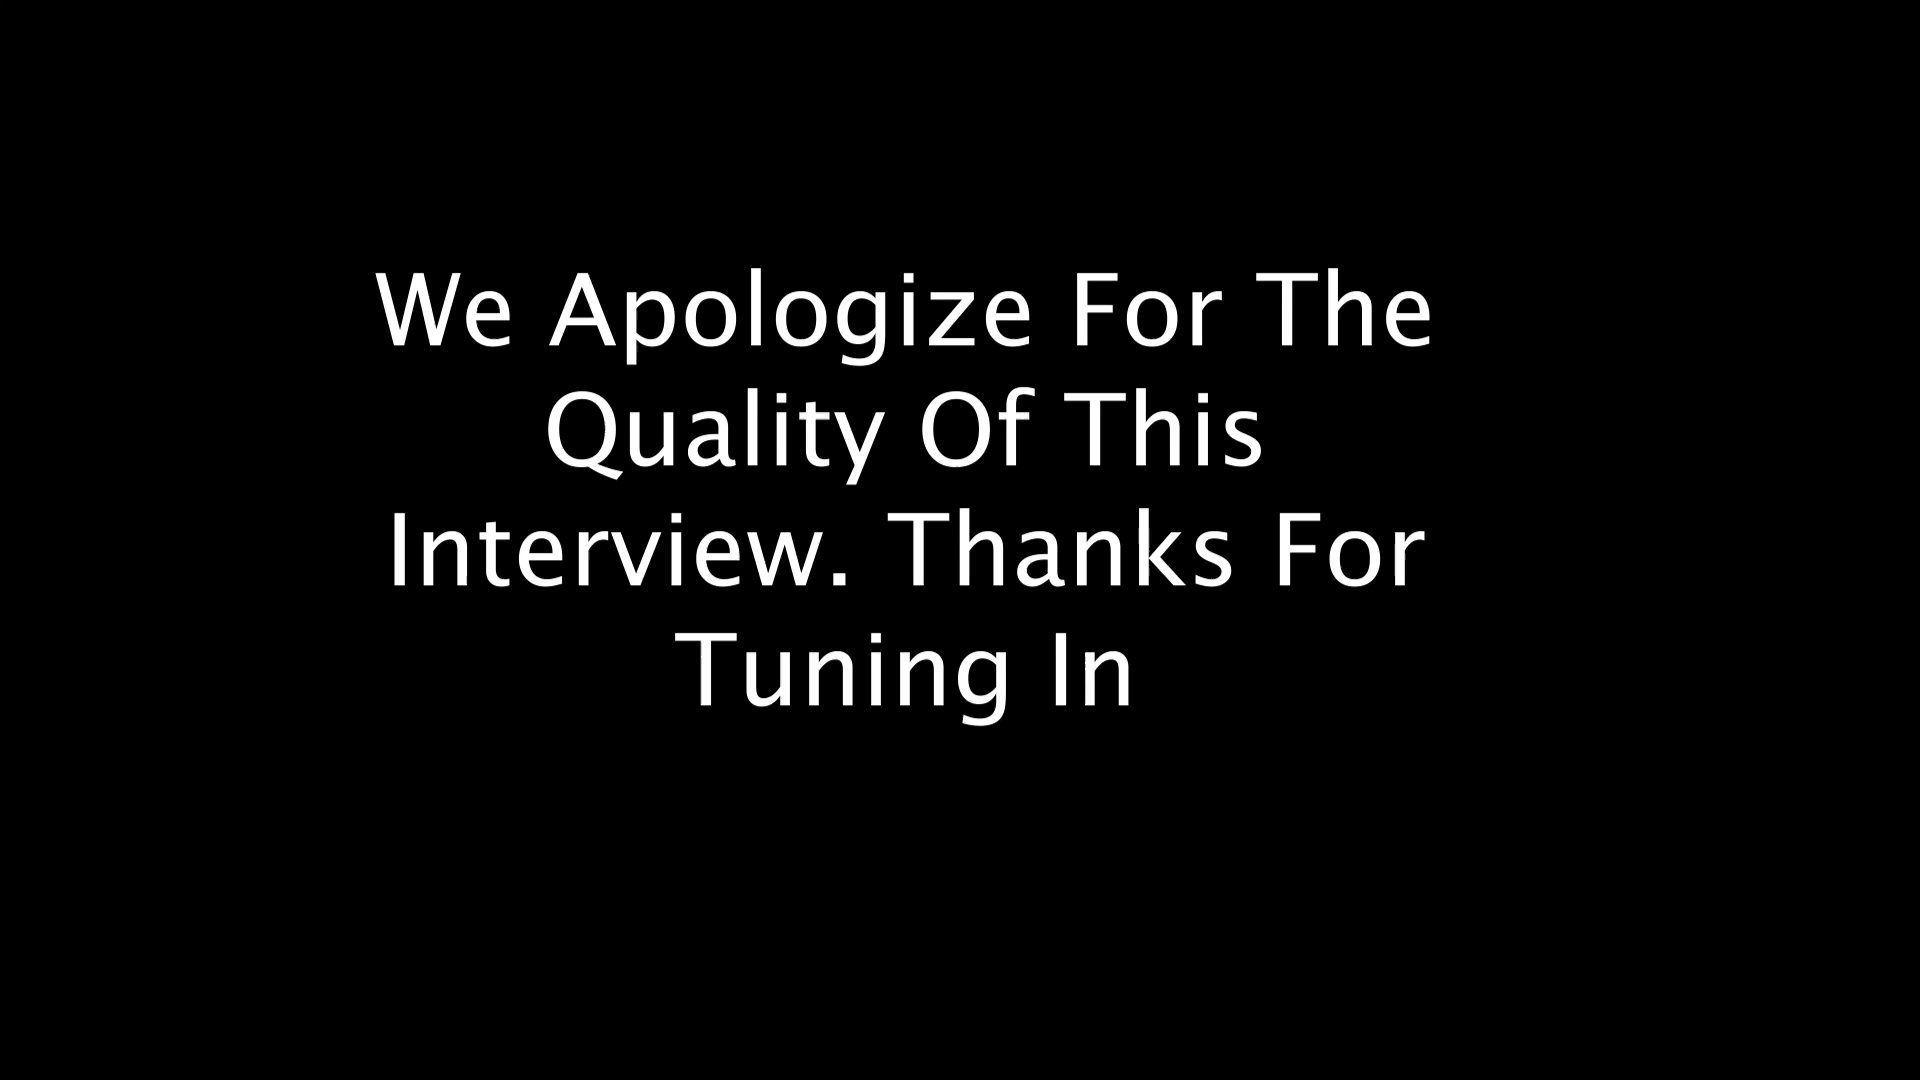 We Apologize For The
Quality Of This
Interview. Thanks For
Tuning In